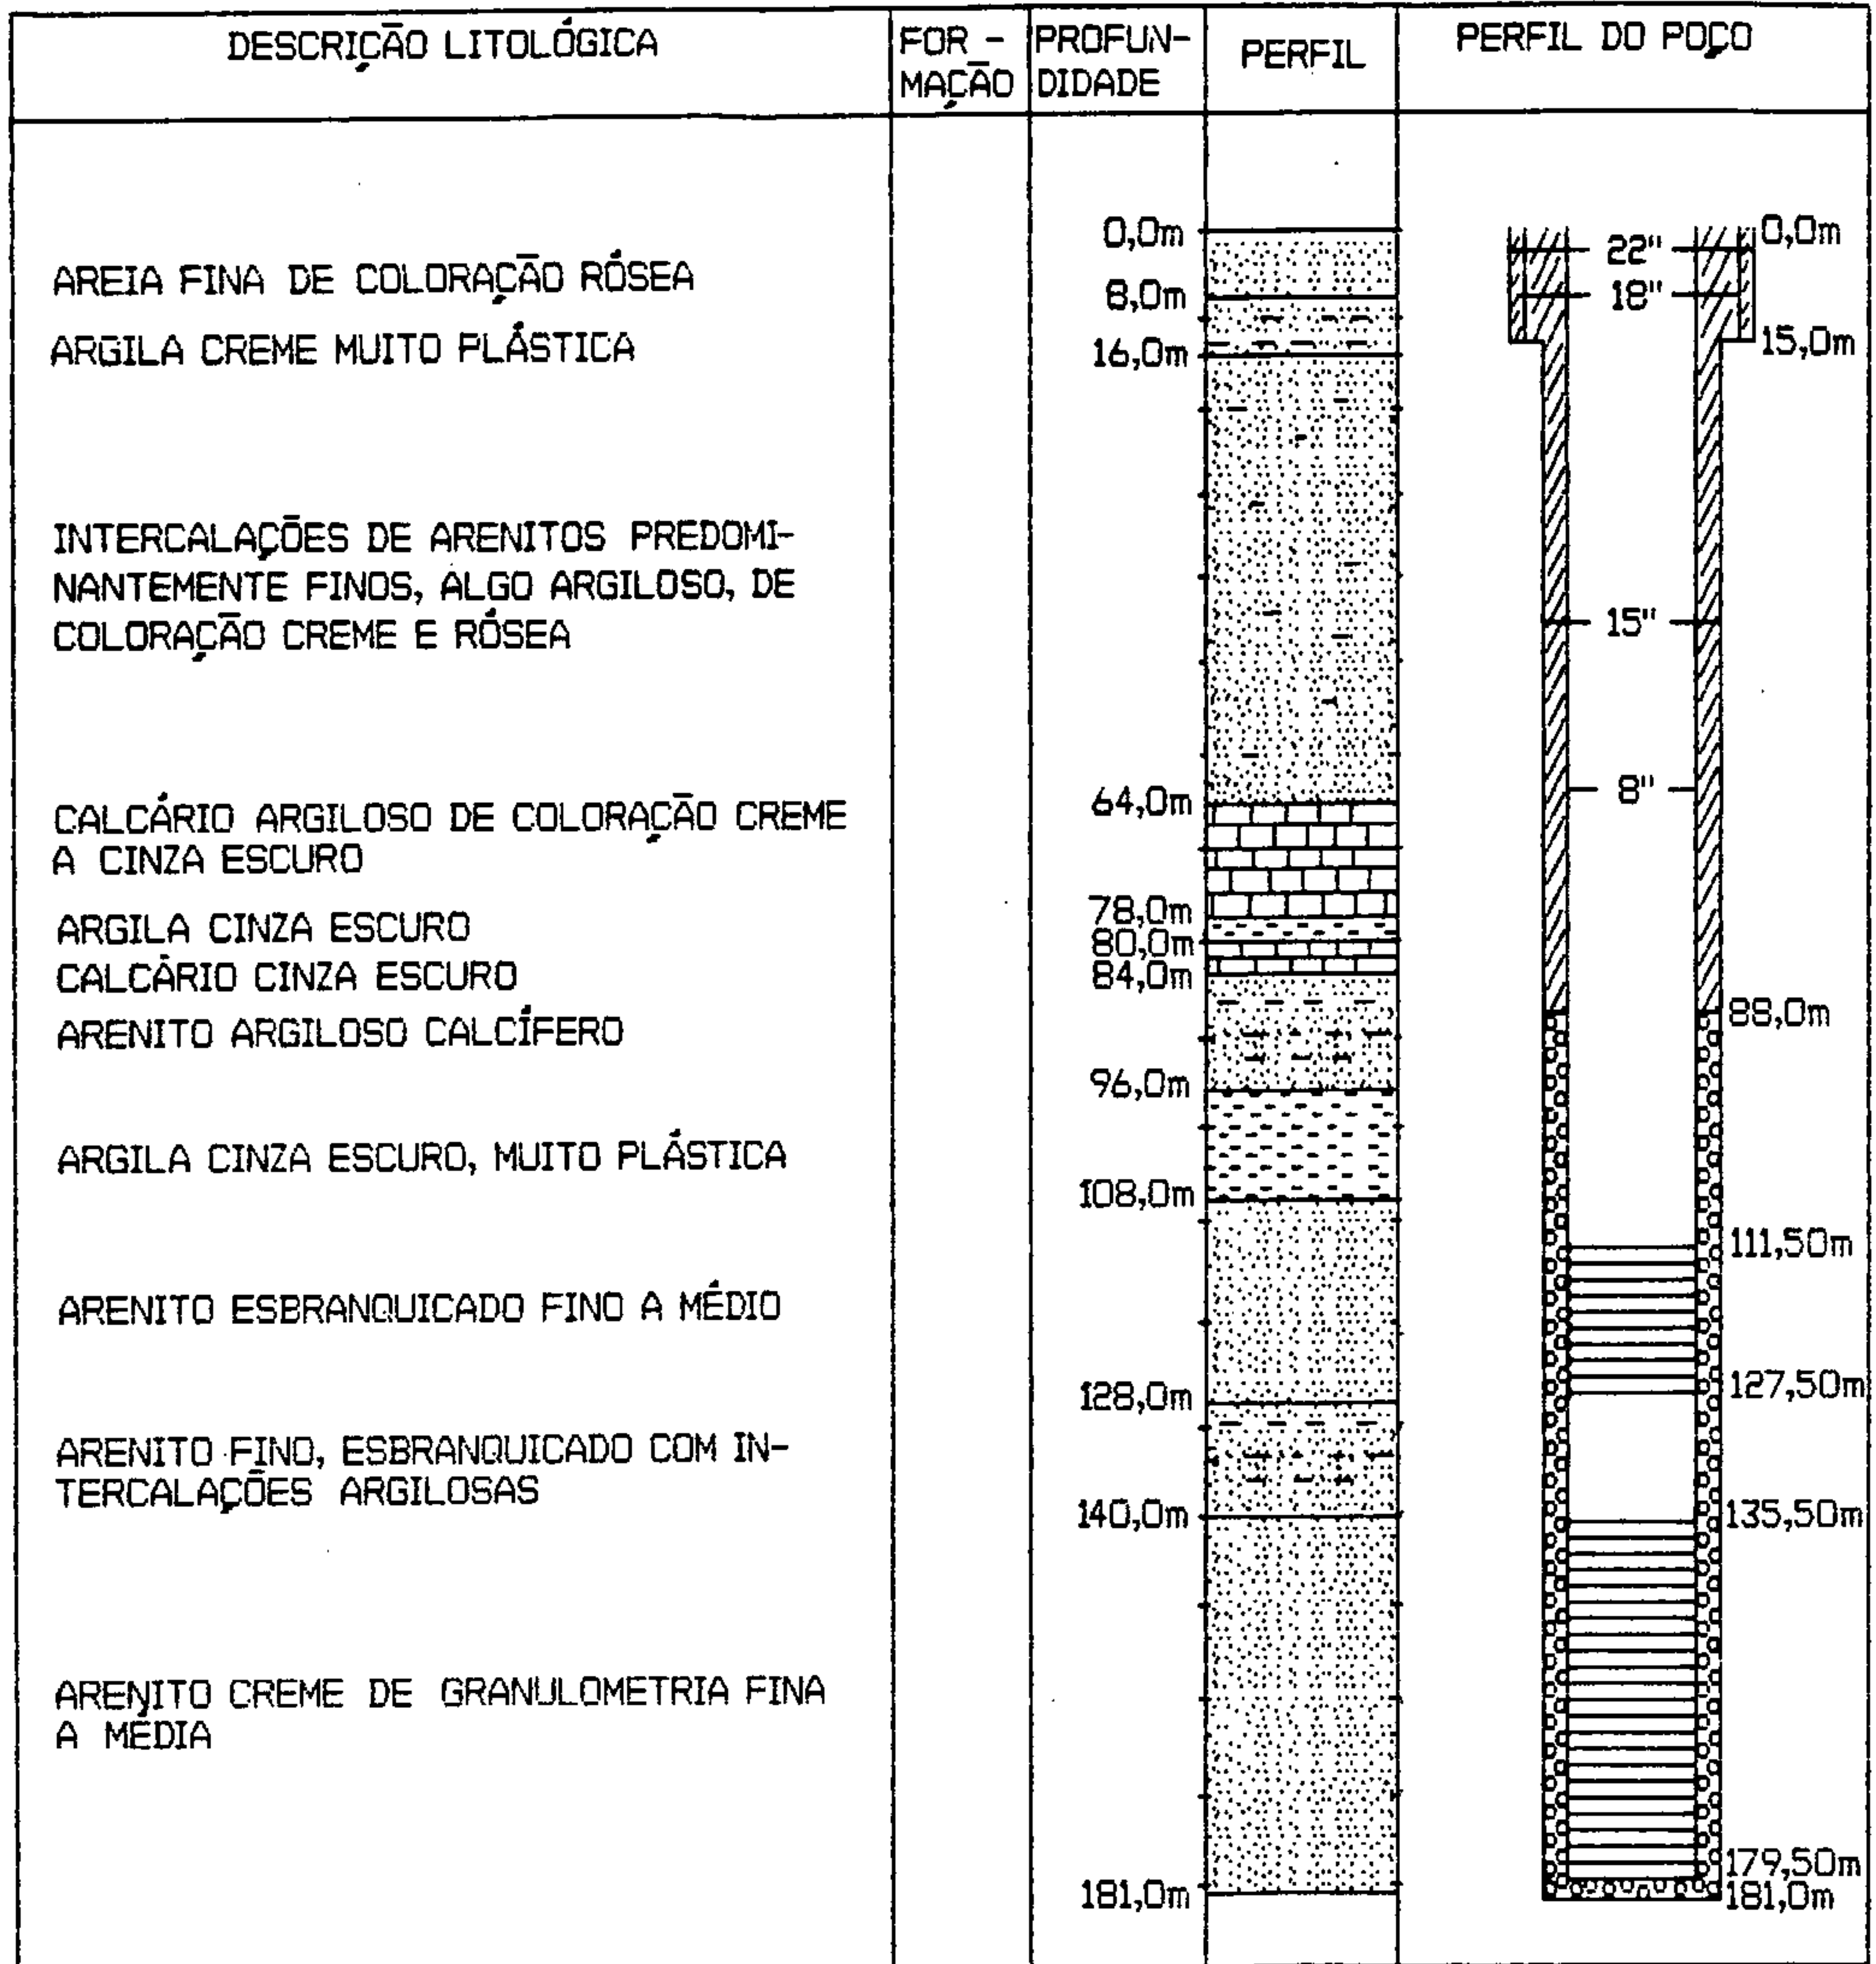 DESCRIÇÃO LITOLÓGICA
FOR-
MAÇÃO
PROFUN-
DIDADE
PERFIL
PERFIL DO POÇO
AREIA FINA DE COLORAÇÃO RÓSEA
ARGILA CREME MUITO PLÁSTICA
INTERCALAÇÕES DE ARENITOS PREDOMI-
NANTEMENTE FINOS, ALGO ARGILOSO, DE
COLORAÇÃO CREME E RÓSEA
CALCÁRIO ARGILOSO DE COLORAÇÃO CREME
A CINZA ESCURO
ARGILA CINZA ESCURO
CALCÁRIO CINZA ESCURO
ARENITO ARGILOSO CALCÍFERO
ARGILA CINZA ESCURO, MUITO PLÁSTICA
ARENITO ESBRANQUICADO FINO A MÉDIO
ARENITO FINO, ESBRANQUICADO COM IN-
TERCALAÇÕES ARGILOSAS
ARENITO CREME DE GRANULOMETRIA FINA
A MÉDIA
0,0m
8,0m
16,0m
64,0m
78,0m
80,0m
84,0m
96,0m
108,0m
128,0m
140,0m
181,0m
22"
18"
15"
8"
0,0m
15,0m
88,0m
111,50m
127,50m
135,50m
179,50m
181,0m